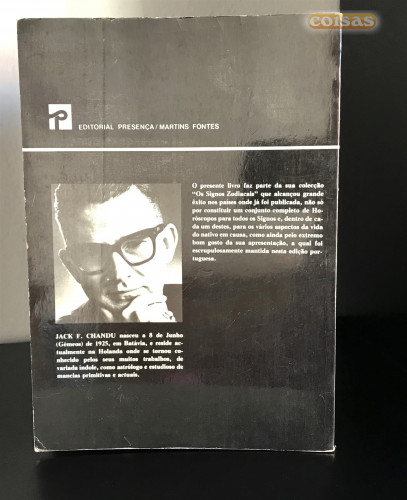 coisas
EDITORIAL PRESENÇA / MARTINS FONTES
O presente livro faz parte da sua colecção
"Os Signos Zodiacais" que alcançou grande
êxito nos países onde já foi publicada, não só
por constituir um conjunto completo de Ho-
róscopos para todos os Signos e, dentro de ca-
da um destes, para os vários aspectos da vida
do nativo em causa, como ainda pelo extremo
bom gosto da sua apresentação, a qual foi
escrupulosamente mantida nesta edição por-
tuguesa.
JACK F. CHANDU nasceu a 8 de Junho
(Gémeos) de 1925, em Batávia, e reside ac-
tualmente na Holanda onde se tornou co-
nhecido pelos seus muitos trabalhos, de
variada índole, como astrólogo e estudioso de
mancias primitivas e actuais.